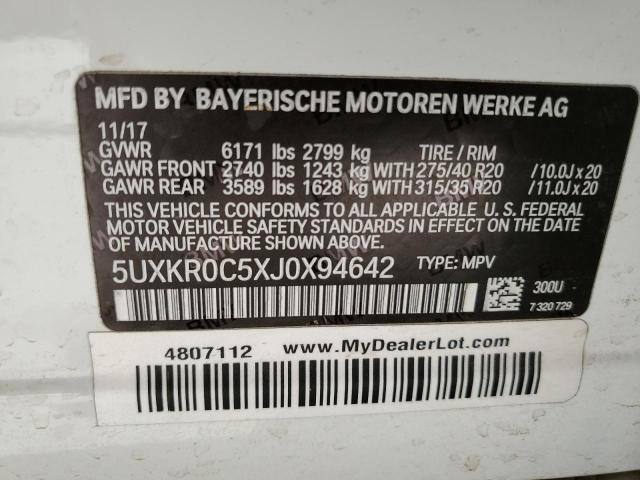 MFD BY BAYERISCHE MOTOREN WERKE AG
11/17
GVWR 6171 lbs 2799 kg TIRE / RIM
GAWR FRONT 2740 lbs 1243 kg WITH 275/40 R20 /10.0J x 20
GAWR REAR 3589 lbs 1628 kg WITH 315/35 R20 /11.0J x 20
THIS VEHICLE CONFORMS TO ALL APPLICABLE U.S. FEDERAL
MOTOR VEHICLE SAFETY STANDARDS IN EFFECT ON THE
DATE OF MANUFACTURE SHOWN ABOVE.
5UXKR0C5XJ0X94642 TYPE: MPV
300U
7 320 729
4807112 www.MyDealerLot.com